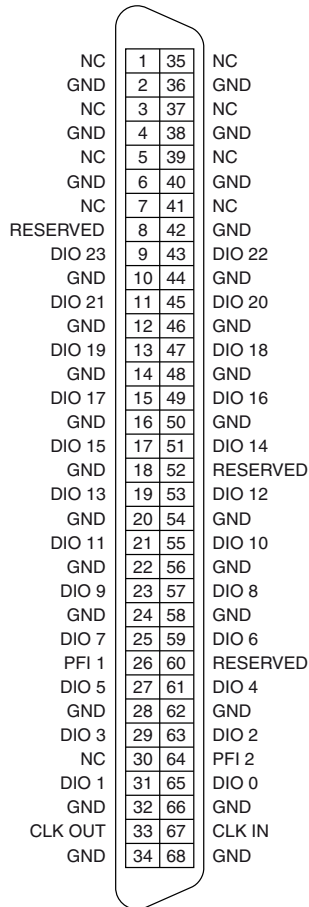 NC 1 35 NC
GND 2 36 GND
NC 3 37 NC
GND 4 38 GND
NC 5 39 NC
GND 6 40 GND
NC 7 41 NC
RESERVED 8 42 GND
DIO 23 9 43 DIO 22
GND 10 44 GND
DIO 21 11 45 DIO 20
GND 12 46 GND
DIO 19 13 47 DIO 18
GND 14 48 GND
DIO 17 15 49 DIO 16
GND 16 50 GND
DIO 15 17 51 DIO 14
GND 18 52 RESERVED
DIO 13 19 53 DIO 12
GND 20 54 GND
DIO 11 21 55 DIO 10
GND 22 56 GND
DIO 9 23 57 DIO 8
GND 24 58 GND
DIO 7 25 59 DIO 6
PFI 1 26 60 RESERVED
DIO 5 27 61 DIO 4
GND 28 62 GND
DIO 3 29 63 DIO 2
NC 30 64 PFI 2
DIO 1 31 65 DIO 0
GND 32 66 GND
CLK OUT 33 67 CLK IN
GND 34 68 GND